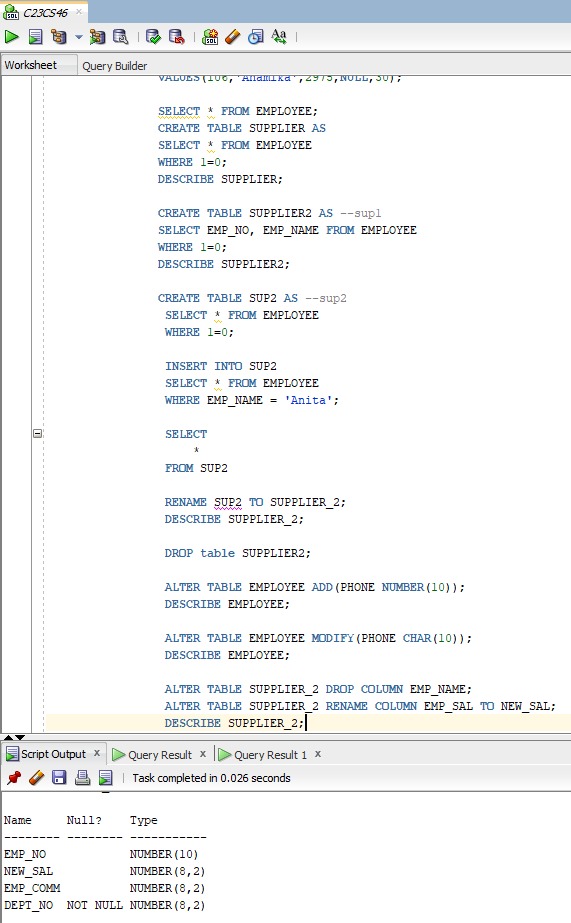 C23CS46
Worksheet Query Builder
VALUES(106,'Anamika',2975,NULL,30);
SELECT * FROM EMPLOYEE;
CREATE TABLE SUPPLIER AS
SELECT * FROM EMPLOYEE
WHERE 1=0;
DESCRIBE SUPPLIER;
CREATE TABLE SUPPLIER2 AS --sup1
SELECT EMP_NO, EMP_NAME FROM EMPLOYEE
WHERE 1=0;
DESCRIBE SUPPLIER2;
CREATE TABLE SUP2 AS --sup2
SELECT * FROM EMPLOYEE
WHERE 1=0;
INSERT INTO SUP2
SELECT * FROM EMPLOYEE
WHERE EMP_NAME = 'Anita';
SELECT
*
FROM SUP2
RENAME SUP2 TO SUPPLIER_2;
DESCRIBE SUPPLIER_2;
DROP table SUPPLIER2;
ALTER TABLE EMPLOYEE ADD(PHONE NUMBER(10));
DESCRIBE EMPLOYEE;
ALTER TABLE EMPLOYEE MODIFY(PHONE CHAR(10));
DESCRIBE EMPLOYEE;
ALTER TABLE SUPPLIER_2 DROP COLUMN EMP_NAME;
ALTER TABLE SUPPLIER_2 RENAME COLUMN EMP_SAL TO NEW_SAL;
DESCRIBE SUPPLIER_2;
Script Output x Query Result x Query Result 1 x
Task completed in 0.026 seconds
Name Null? Type
-------- -------- -----------
EMP_NO NUMBER(10)
NEW_SAL NUMBER(8,2)
EMP_COMM NUMBER(8,2)
DEPT_NO NOT NULL NUMBER(8,2)